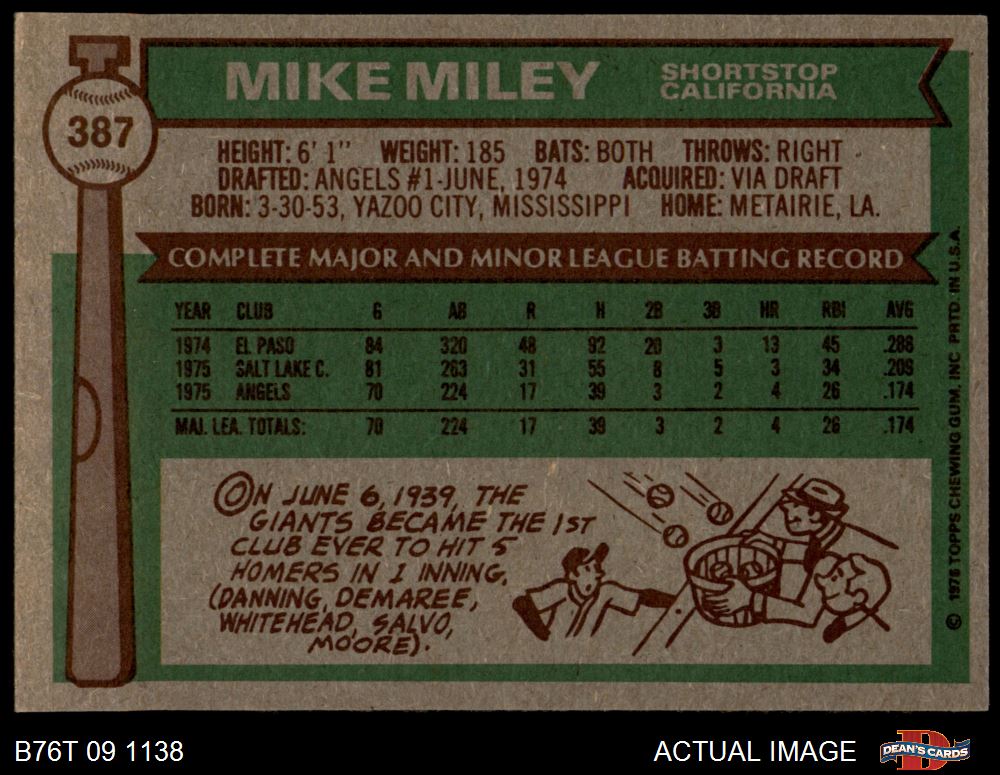 MIKE MILEY
SHORTSTOP
CALIFORNIA
387
HEIGHT: 6' 1" WEIGHT: 185 BATS: BOTH THROWS: RIGHT
DRAFTED: ANGELS #1-JUNE, 1974 ACQUIRED: VIA DRAFT
BORN: 3-30-53, YAZOO CITY, MISSISSIPPI HOME: METAIRIE, LA.
COMPLETE MAJOR AND MINOR LEAGUE BATTING RECORD
YEAR CLUB G AB R H 2B 3B HR RBI AVG
1974 EL PASO 84 320 48 92 20 3 13 45 .288
1975 SALT LAKE C. 81 263 31 55 8 5 3 34 .209
1975 ANGELS 70 224 17 39 3 2 4 26 .174
MAJ. LEA. TOTALS: 70 224 17 39 3 2 4 26 .174
ON JUNE 6, 1939, THE
GIANTS BECAME THE 1ST
CLUB EVER TO HIT 5
HOMERS IN 1 INNING.
(DANNING, DEMAREE,
WHITEHEAD, SALVO,
MOORE).
© 1976 TOPPS CHEWING GUM, INC PRTD. IN U.S.A.
B76T 09 1138
ACTUAL IMAGE
DEAN'S CARDS